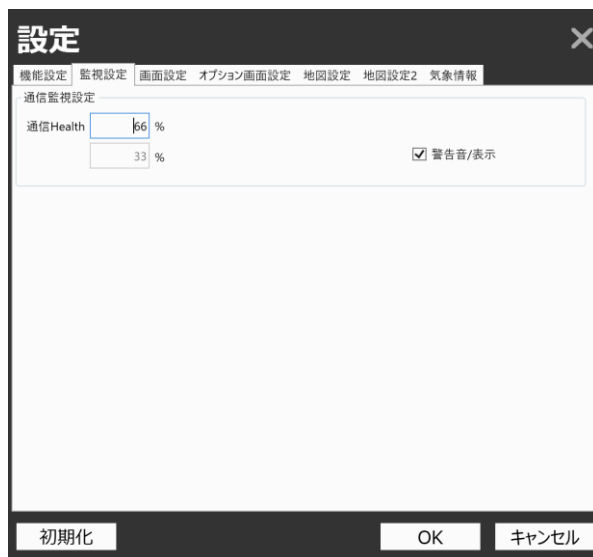 設定
機能設定 監視設定 画面設定 オプション画面設定 地図設定 地図設定2 気象情報
通信監視設定
通信Health 66 %
33 % 警告音/表示
初期化 OK キャンセル